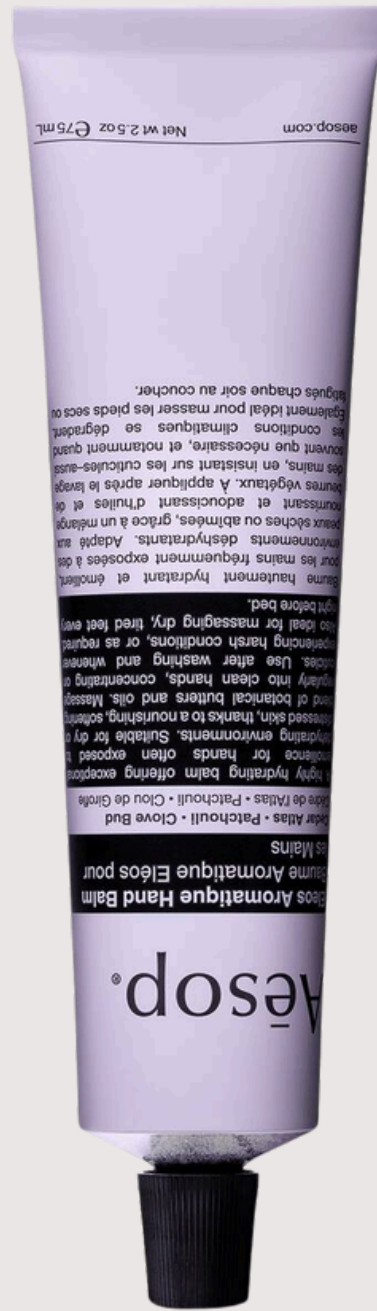 Aēsop®
Eleos Aromatique Hand Balm
Baume Aromatique Eléos pour
Les Mains
Cedar Atlas • Patchouli • Clove Bud
Cèdre de l'Atlas • Patchouli • Clou de Girofle
A highly hydrating balm offering exceptional
emollience for hands often exposed to
dehydrating environments. Suitable for dry or
distressed skin, thanks to a nourishing, softening
blend of botanical butters and oils. Massage
regularly into clean hands, concentrating on
cuticles. Use after washing and whenever
experiencing harsh conditions, or as required.
Also ideal for massaging dry, tired feet every
night before bed.
Baume hautement hydratant et émollient,
pour les mains fréquemment exposées à des
environnements déshydratants. Adapté aux
peaux sèches ou abimées, grâce à un mélange
nourrissant et adoucissant d'huiles et de
beurres végétaux. À appliquer après le lavage
des mains, en insistant sur les cuticules–aussi
souvent que nécessaire, et notamment quand
les conditions climatiques se dégradent.
Également idéal pour masser les pieds secs ou
fatigués chaque soir au coucher.
aesop.com Net wt 2.5 oz ℮75 mL